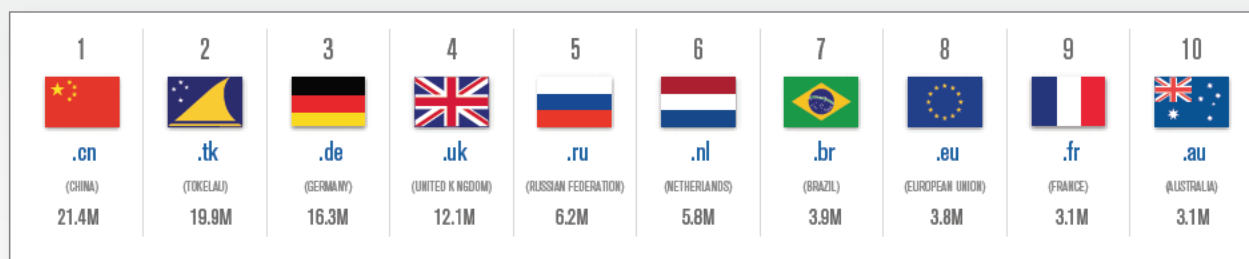 1 2 3 4 5 6 7 8 9 10
.cn .tk .de .uk .ru .nl .br .eu .fr .au
(CHINA) (TOKELAU) (GERMANY) (UNITED K NGDOM) (RUSSIAN FEDERATION) (NETHERLANDS) (BRAZIL) (EUROPEAN UNION) (FRANCE) (AUSTRALIA)
21.4M 19.9M 16.3M 12.1M 6.2M 5.8M 3.9M 3.8M 3.1M 3.1M